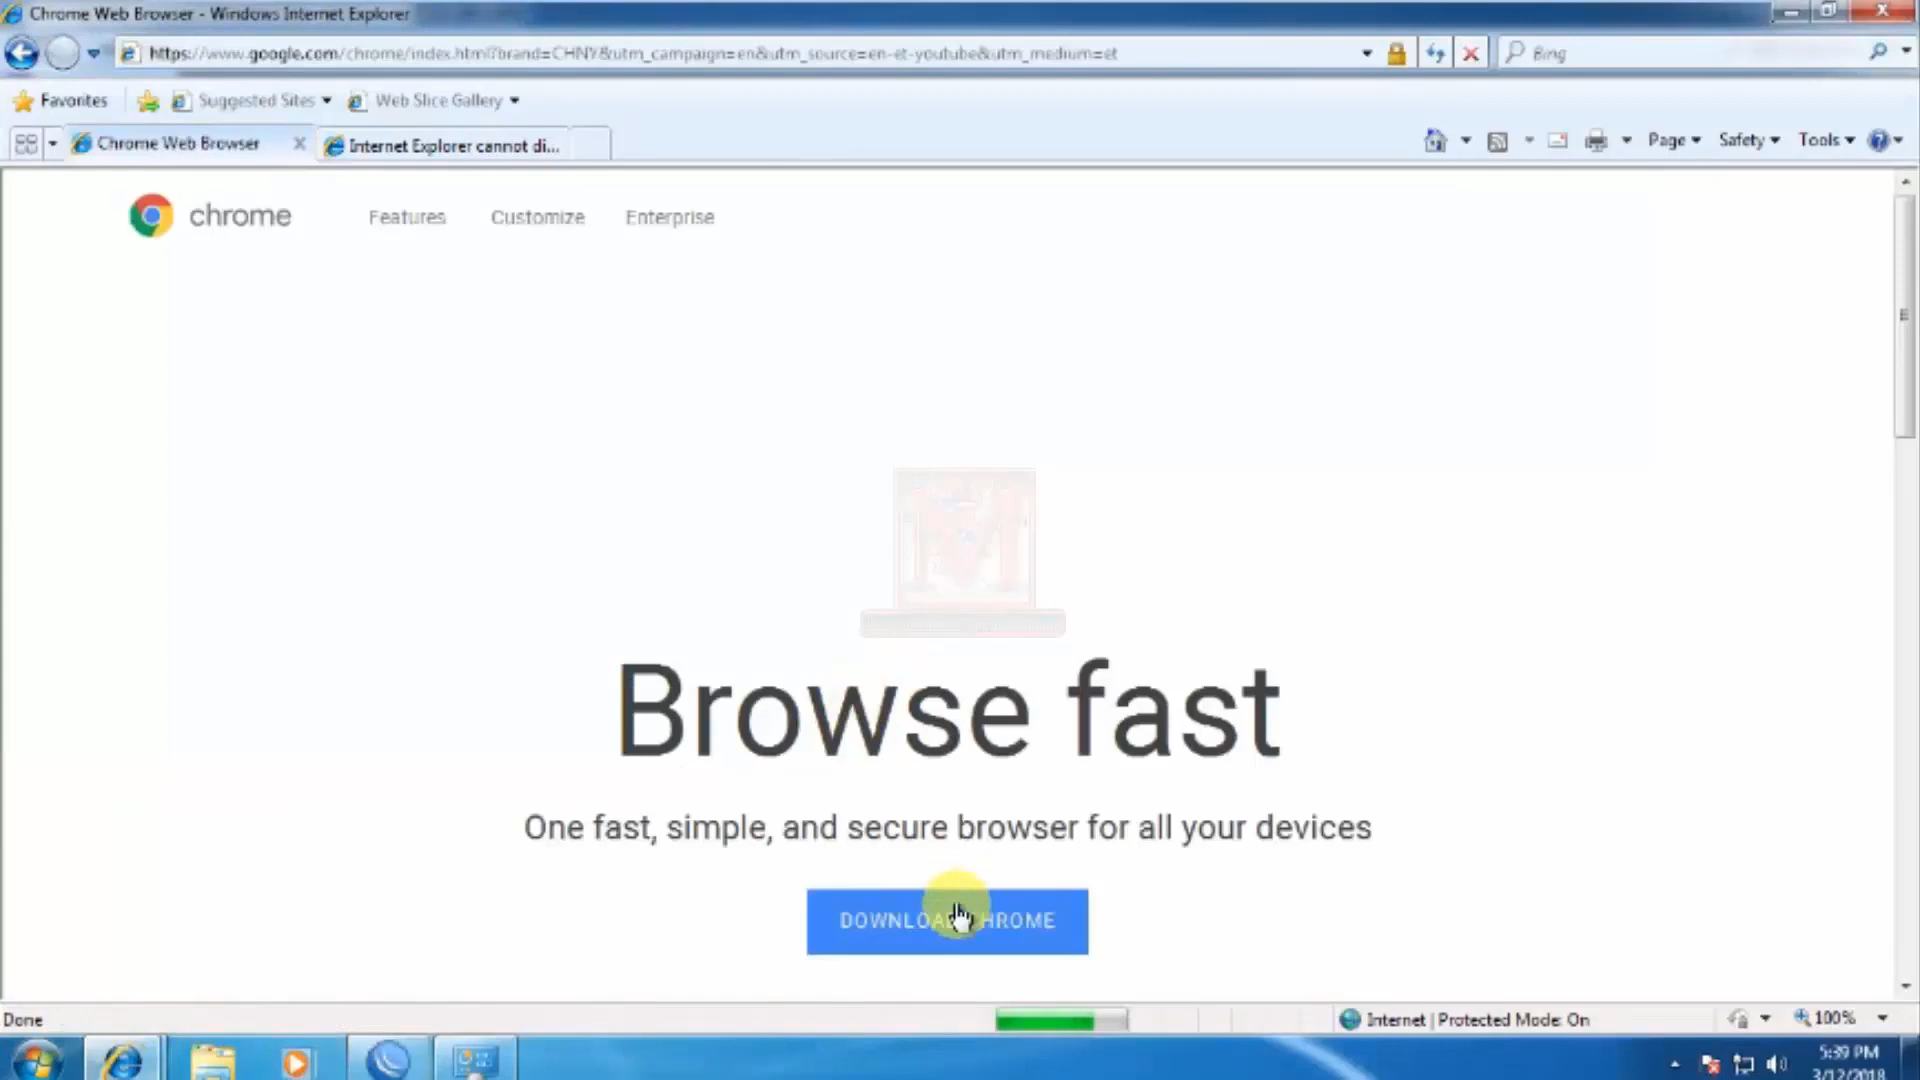 Chrome Web Browser - Windows Internet Explorer
https://www.google.com/chrome/index.html?brand=CHNY&utm_campaign=en&utm_source=en-et-youtube&utm_medium=et
Bing
Favorites
Suggested Sites
Web Slice Gallery
Chrome Web Browser
Internet Explorer cannot di...
Page
Safety
Tools
chrome
Features
Customize
Enterprise
M
Browse fast
One fast, simple, and secure browser for all your devices
DOWNLOAD CHROME
Done
Internet | Protected Mode: On
100%
5:39 PM
3/12/2018